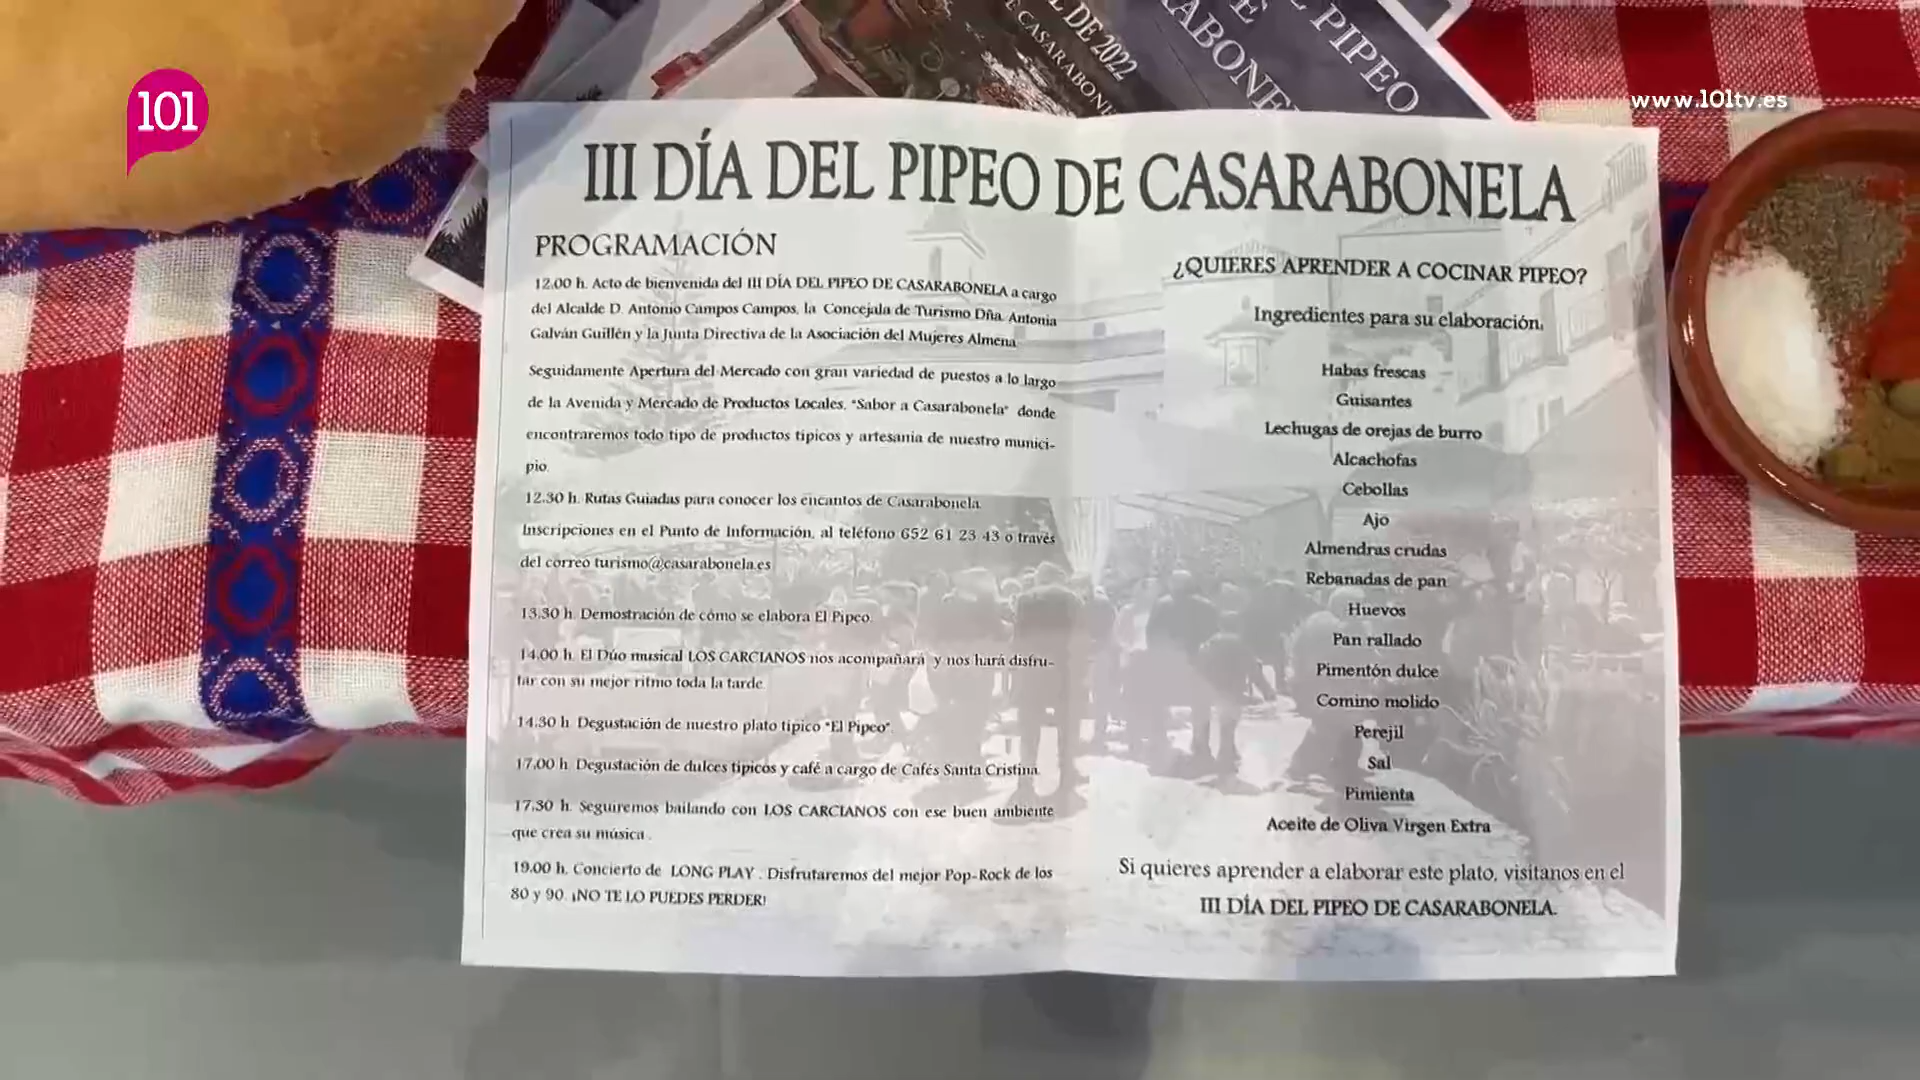 101
www.101tv.es
L DE 2022
E CASARABONE
E
ABONE
L PIPEO
III DÍA DEL PIPEO DE CASARABONELA
PROGRAMACIÓN
12.00 h. Acto de bienvenida del III DÍA DEL PIPEO DE CASARABONELA a cargo
del Alcalde D. Antonio Campos Campos, la Concejala de Turismo Dña. Antonia
Galván Guillén y la Junta Directiva de la Asociación del Mujeres Almena.
Seguidamente Apertura del Mercado con gran variedad de puestos a lo largo
de la Avenida y Mercado de Productos Locales, "Sabor a Casarabonela" donde
encontraremos todo tipo de productos típicos y artesanía de nuestro munici-
pio.
12.30 h. Rutas Guiadas para conocer los encantos de Casarabonela.
Inscripciones en el Punto de Información, al teléfono 652 61 23 43 o través
del correo turismo@casarabonela.es
13.30 h. Demostración de cómo se elabora El Pipeo.
14.00 h. El Dúo musical LOS CARCIANOS nos acompañará y nos hará disfru-
tar con su mejor ritmo toda la tarde.
14.30 h. Degustación de nuestro plato típico "El Pipeo".
17.00 h. Degustación de dulces típicos y café a cargo de Cafés Santa Cristina.
17.30 h. Seguiremos bailando con LOS CARCIANOS con ese buen ambiente
que crea su música .
19.00 h. Concierto de LONG PLAY . Disfrutaremos del mejor Pop-Rock de los
80 y 90. ¡NO TE LO PUEDES PERDER!
¿QUIERES APRENDER A COCINAR PIPEO?
Ingredientes para su elaboración.
Habas frescas
Guisantes
Lechugas de orejas de burro
Alcachofas
Cebollas
Ajo
Almendras crudas
Rebanadas de pan
Huevos
Pan rallado
Pimentón dulce
Comino molido
Perejil
Sal
Pimienta
Aceite de Oliva Virgen Extra
Si quieres aprender a elaborar este plato, visítanos en el
III DÍA DEL PIPEO DE CASARABONELA.